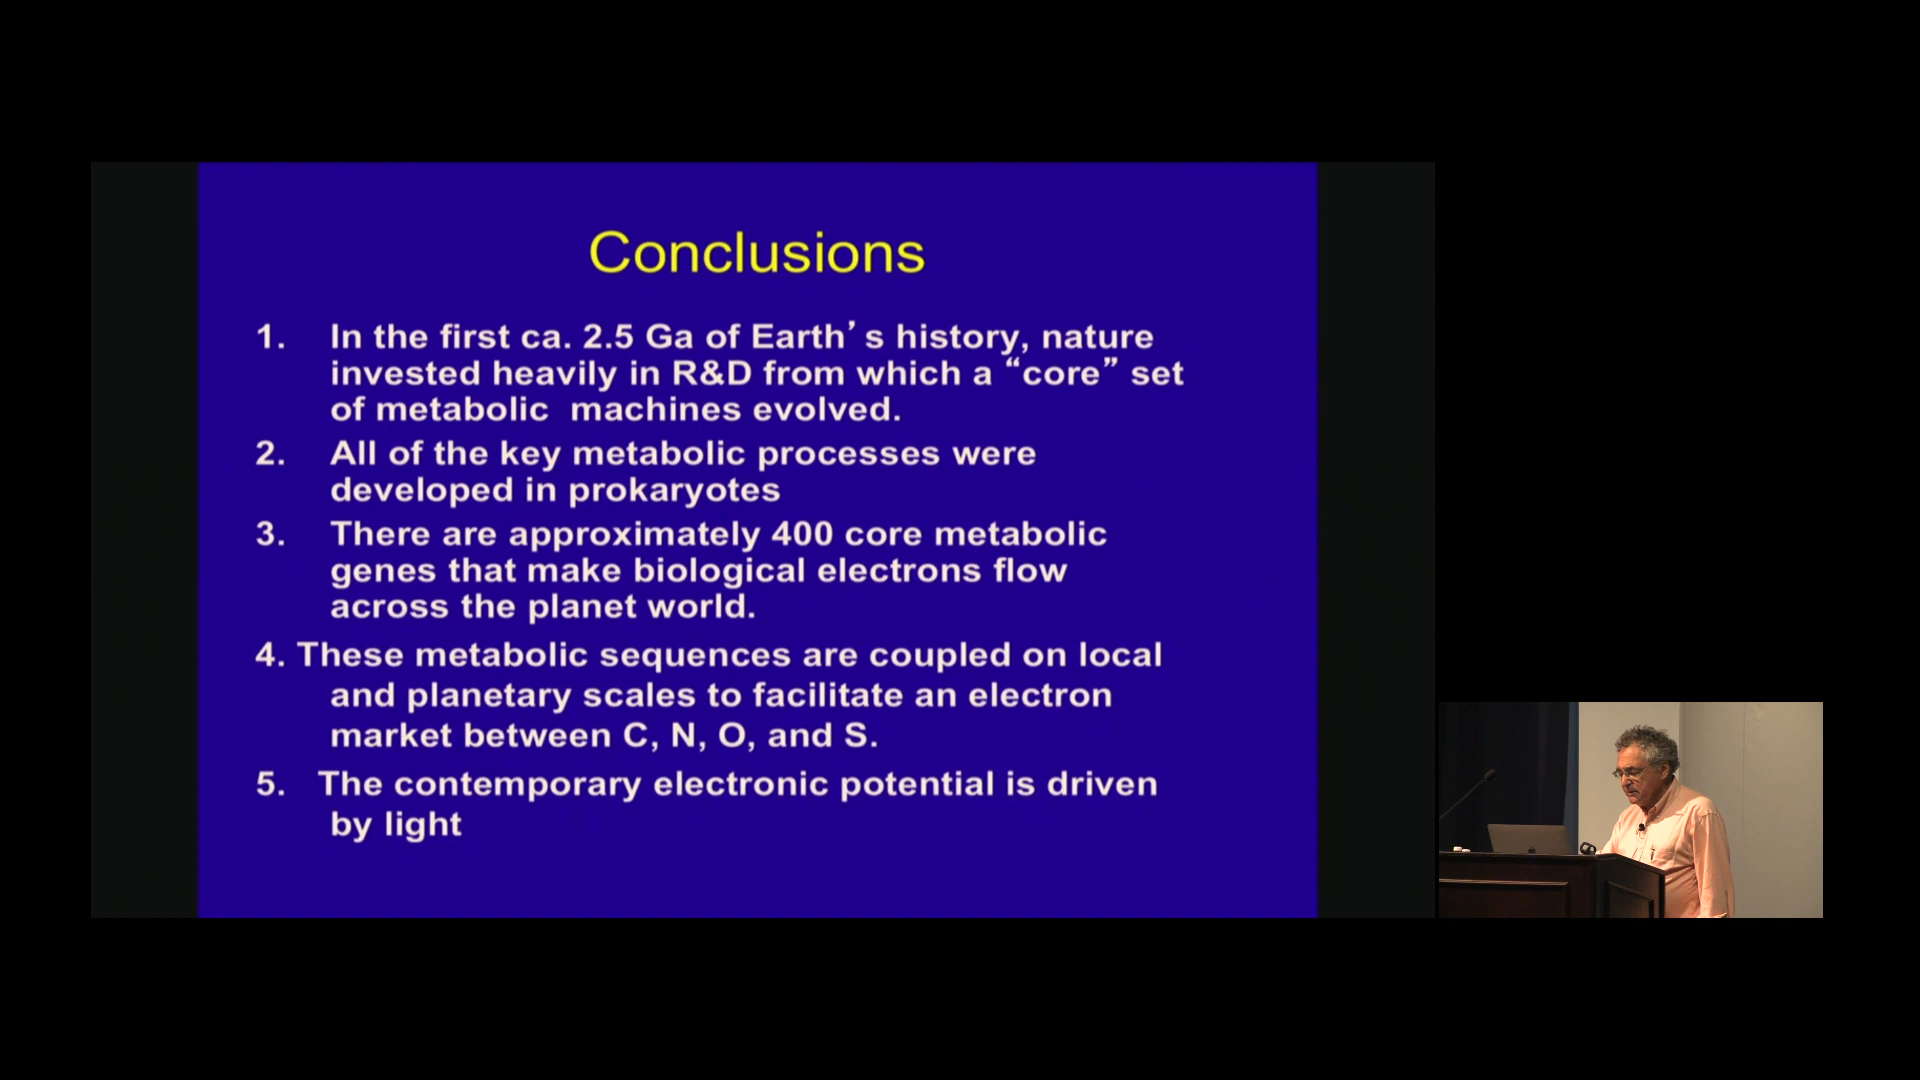 Conclusions
1. In the first ca. 2.5 Ga of Earth’s history, nature
invested heavily in R&D from which a “core” set
of metabolic machines evolved.
2. All of the key metabolic processes were
developed in prokaryotes
3. There are approximately 400 core metabolic
genes that make biological electrons flow
across the planet world.
4. These metabolic sequences are coupled on local
and planetary scales to facilitate an electron
market between C, N, O, and S.
5. The contemporary electronic potential is driven
by light